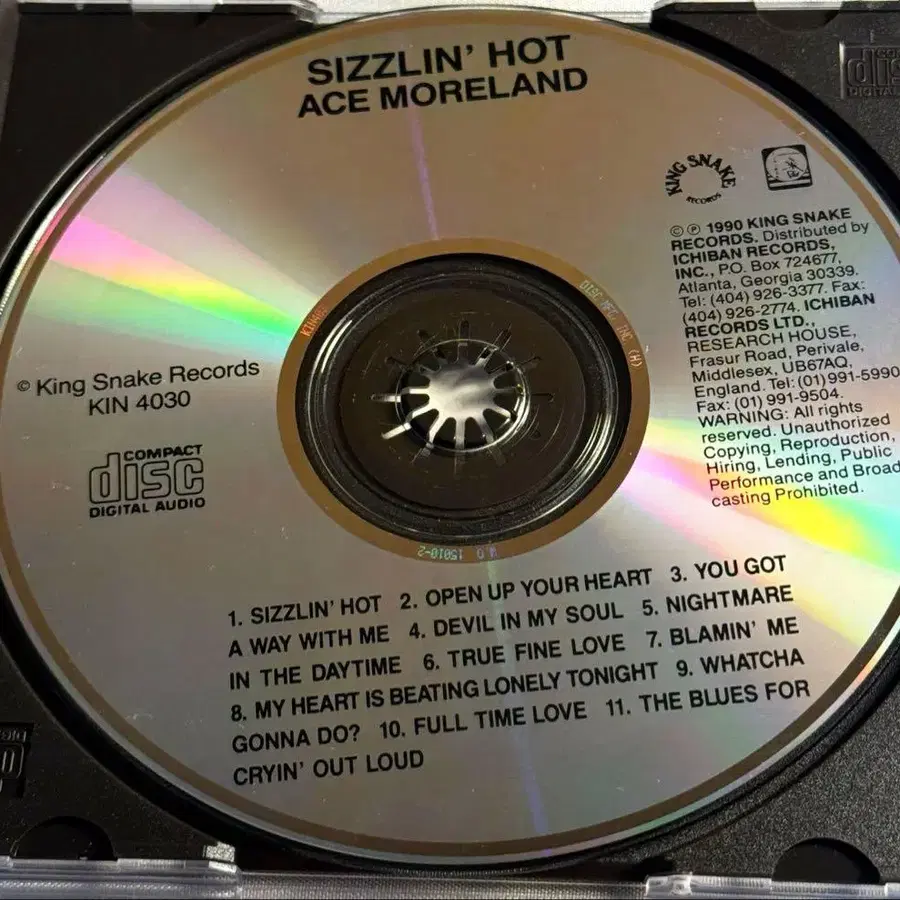 SIZZLIN' HOT
ACE MORELAND
KING SNAKE
RECORDS
© ℗ 1990 KING SNAKE
RECORDS. Distributed by
ICHIBAN RECORDS,
INC., P.O. Box 724677,
Atlanta, Georgia 30339.
Tel: (404) 926-3377. Fax:
(404) 926-2774. ICHIBAN
RECORDS LTD.,
RESEARCH HOUSE,
Frasur Road, Perivale,
Middlesex, UB67AQ,
England. Tel: (01) 991-5990
Fax: (01) 991-9504.
WARNING: All rights
reserved. Unauthorized
Copying, Reproduction,
Hiring, Lending, Public
Performance and Broad
casting Prohibited.
© King Snake Records
KIN 4030
COMPACT
disc
DIGITAL AUDIO
DISC MFG. INC. (H)
W.O. 15010-2
1. SIZZLIN' HOT 2. OPEN UP YOUR HEART 3. YOU GOT
A WAY WITH ME 4. DEVIL IN MY SOUL 5. NIGHTMARE
IN THE DAYTIME 6. TRUE FINE LOVE 7. BLAMIN' ME
8. MY HEART IS BEATING LONELY TONIGHT 9. WHATCHA
GONNA DO? 10. FULL TIME LOVE 11. THE BLUES FOR
CRYIN' OUT LOUD